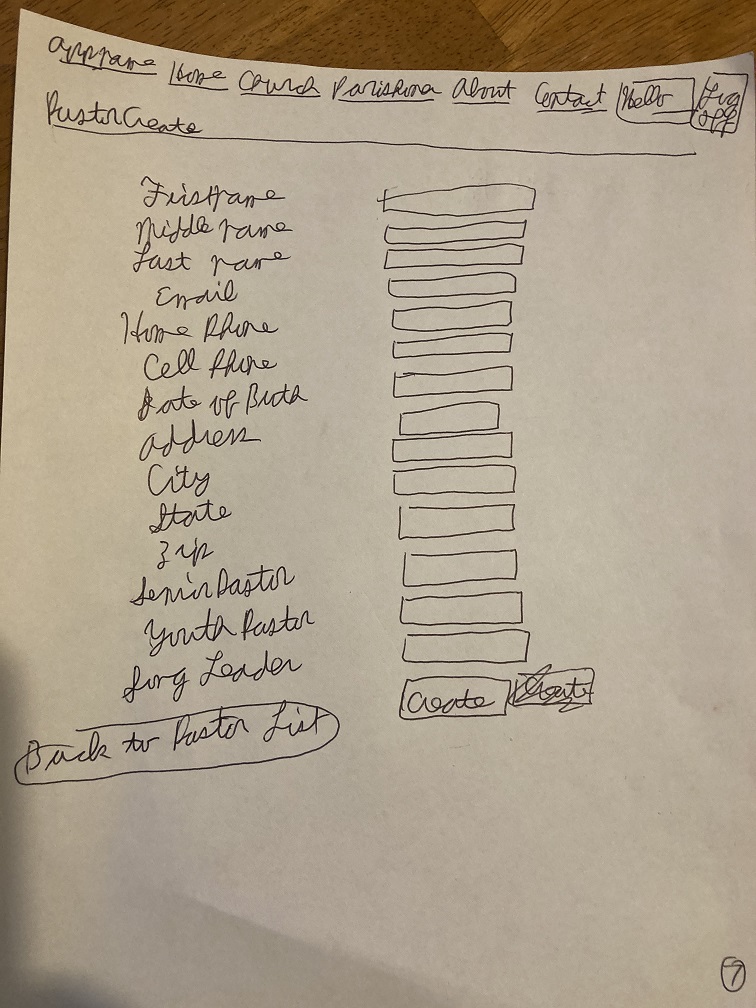 Appname Home Church Parishona About Contact Hello Log off
Pastor Create
Firstname
Middle name
Last name
Email
Home Phone
Cell Phone
Date of Birth
Address
City
State
Zip
Senior Pastor
Youth Pastor
Song Leader
Create
Back to Pastor List
7